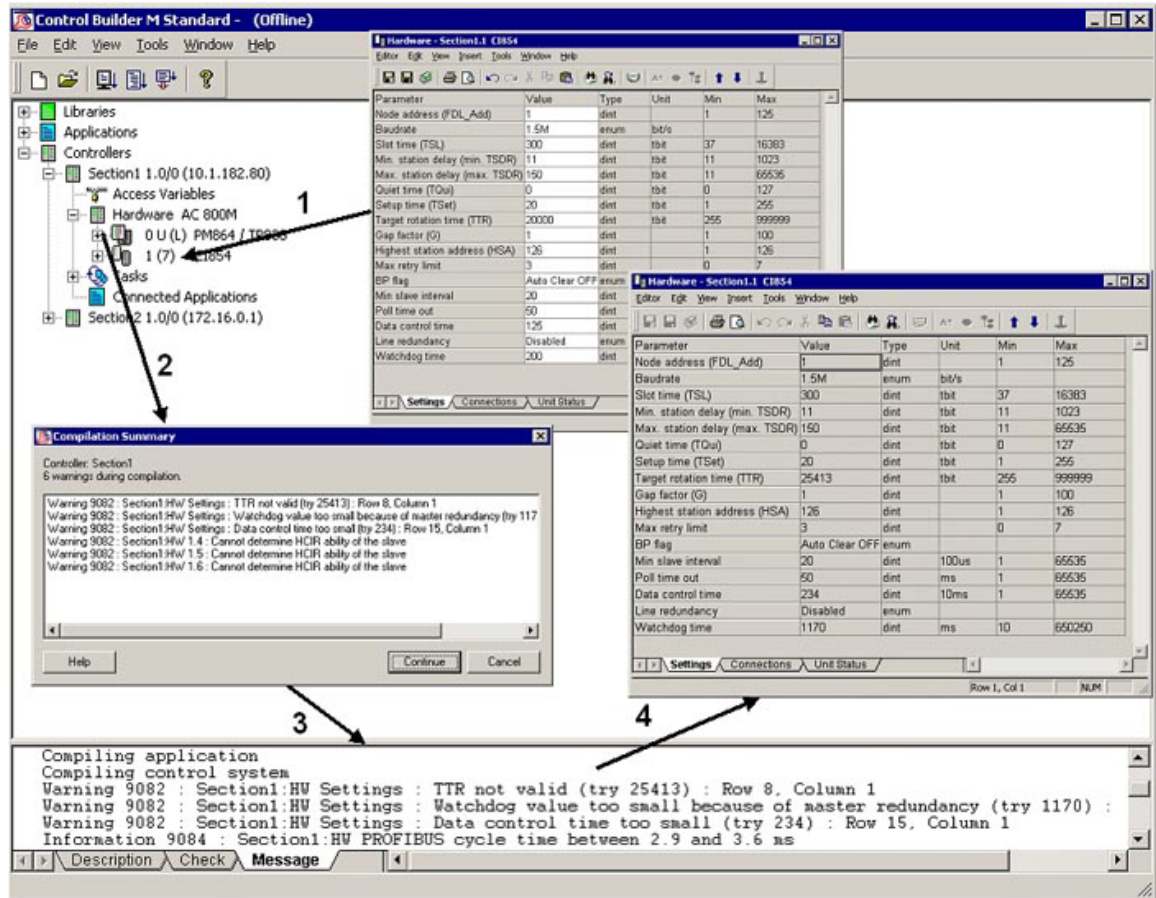 Control Builder M Standard - (Offline)
File Edit View Tools Window Help
Libraries
Applications
Controllers
Section1 1.0/0 (10.1.182.80)
Access Variables
Hardware AC 800M
0 U (L) PM864 /
1 (7)
Tasks
Connected Applications
1.0/0 (172.16.0.1)
1
2
Hardware - Section1.1 CI854
Editor Edit View Insert Tools Window Help
Parameter Value Type Unit Min Max
Node address (FDL_Add) 1 dint 1 125
Baudrate 1.5M enum bit/s
Slot time (TSL) 300 dint tbit 37 16383
Min. station delay (min. TSDR) 11 dint tbit 11 1023
Max. station delay (max. TSDR) 150 dint tbit 11 65535
Quiet time (TQui) 0 dint tbit 0 127
Setup time (TSet) 20 dint tbit 1 255
Target rotation time (TTR) 20000 dint tbit 255 999999
Gap factor (G) 1 dint 1 100
Highest station address (HSA) 126 dint 1 126
Max retry limit 3 dint 0 7
BP flag Auto Clear OFF enum
Min slave interval 20 dint
Poll time out 50 dint
Data control time 125 dint
Line redundancy Disabled enum
Watchdog time 200 dint
Settings Connections Unit Status
Hardware - Section1.1 CI854
Editor Edit View Insert Tools Window Help
Parameter Value Type Unit Min Max
Node address (FDL_Add) 1 dint 1 125
Baudrate 1.5M enum bit/s
Slot time (TSL) 300 dint tbit 37 16383
Min. station delay (min. TSDR) 11 dint tbit 11 1023
Max. station delay (max. TSDR) 150 dint tbit 11 65535
Quiet time (TQui) 0 dint tbit 0 127
Setup time (TSet) 20 dint tbit 1 255
Target rotation time (TTR) 25413 dint tbit 255 999999
Gap factor (G) 1 dint 1 100
Highest station address (HSA) 126 dint 1 126
Max retry limit 3 dint 0 7
BP flag Auto Clear OFF enum
Min slave interval 20 dint 100us 1 65535
Poll time out 50 dint ms 1 65535
Data control time 234 dint 10ms 1 65535
Line redundancy Disabled enum
Watchdog time 1170 dint ms 10 650250
Settings Connections Unit Status
Row 1, Col 1 NUM
Compilation Summary
Controller: Section1
6 warnings during compilation.
Warning 9082 : Section1:HW Settings : TTR not valid (try 25413) : Row 8, Column 1
Warning 9082 : Section1:HW Settings : Watchdog value too small because of master redundancy (try 117
Warning 9082 : Section1:HW Settings : Data control time too small (try 234) : Row 15, Column 1
Warning 9082 : Section1:HW 1.4 : Cannot determine HCIR ability of the slave
Warning 9082 : Section1:HW 1.5 : Cannot determine HCIR ability of the slave
Warning 9082 : Section1:HW 1.6 : Cannot determine HCIR ability of the slave
Help Continue Cancel
3
4
Compiling application
Compiling control system
Warning 9082 : Section1:HW Settings : TTR not valid (try 25413) : Row 8, Column 1
Warning 9082 : Section1:HW Settings : Watchdog value too small because of master redundancy (try 1170) :
Warning 9082 : Section1:HW Settings : Data control time too small (try 234) : Row 15, Column 1
Information 9084 : Section1:HW PROFIBUS cycle time between 2.9 and 3.6 ms
Description Check Message